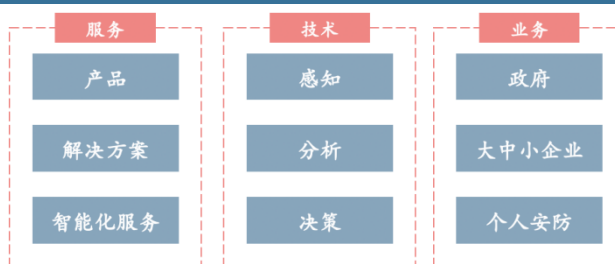 服务
产品
解决方案
智能化服务
技术
感知
分析
决策
业务
政府
大中小企业
个人安防